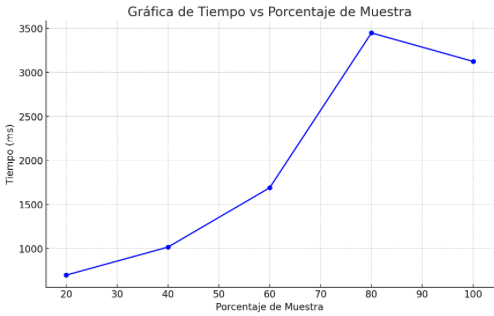 Gráfica de Tiempo vs Porcentaje de Muestra
3500
3000
2500
2000
1500
1000
Tiempo (ms)
20 30 40 50 60 70 80 90 100
Porcentaje de Muestra